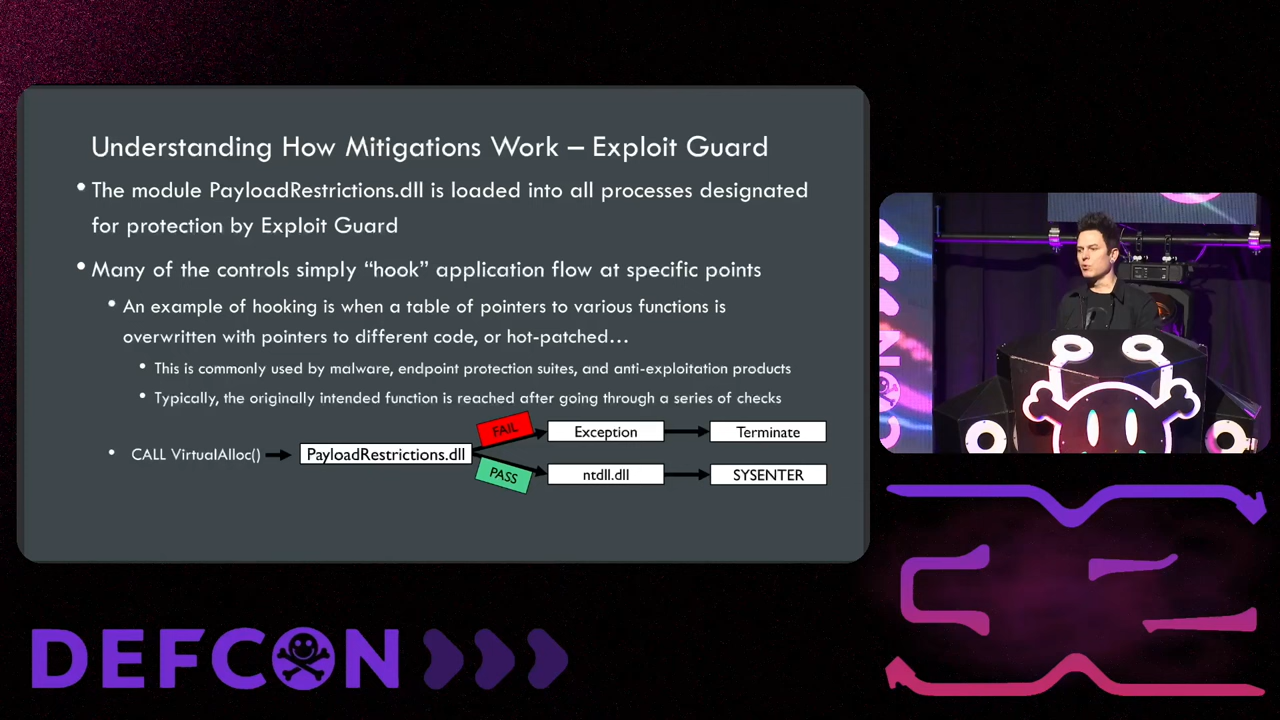 Understanding How Mitigations Work – Exploit Guard
• The module PayloadRestrictions.dll is loaded into all processes designated
for protection by Exploit Guard
• Many of the controls simply “hook” application flow at specific points
• An example of hooking is when a table of pointers to various functions is
overwritten with pointers to different code, or hot-patched…
• This is commonly used by malware, endpoint protection suites, and anti-exploitation products
• Typically, the originally intended function is reached after going through a series of checks
FAIL
Exception
Terminate
• CALL VirtualAlloc()
PayloadRestrictions.dll
PASS
ntdll.dll
SYSENTER
DEFCON